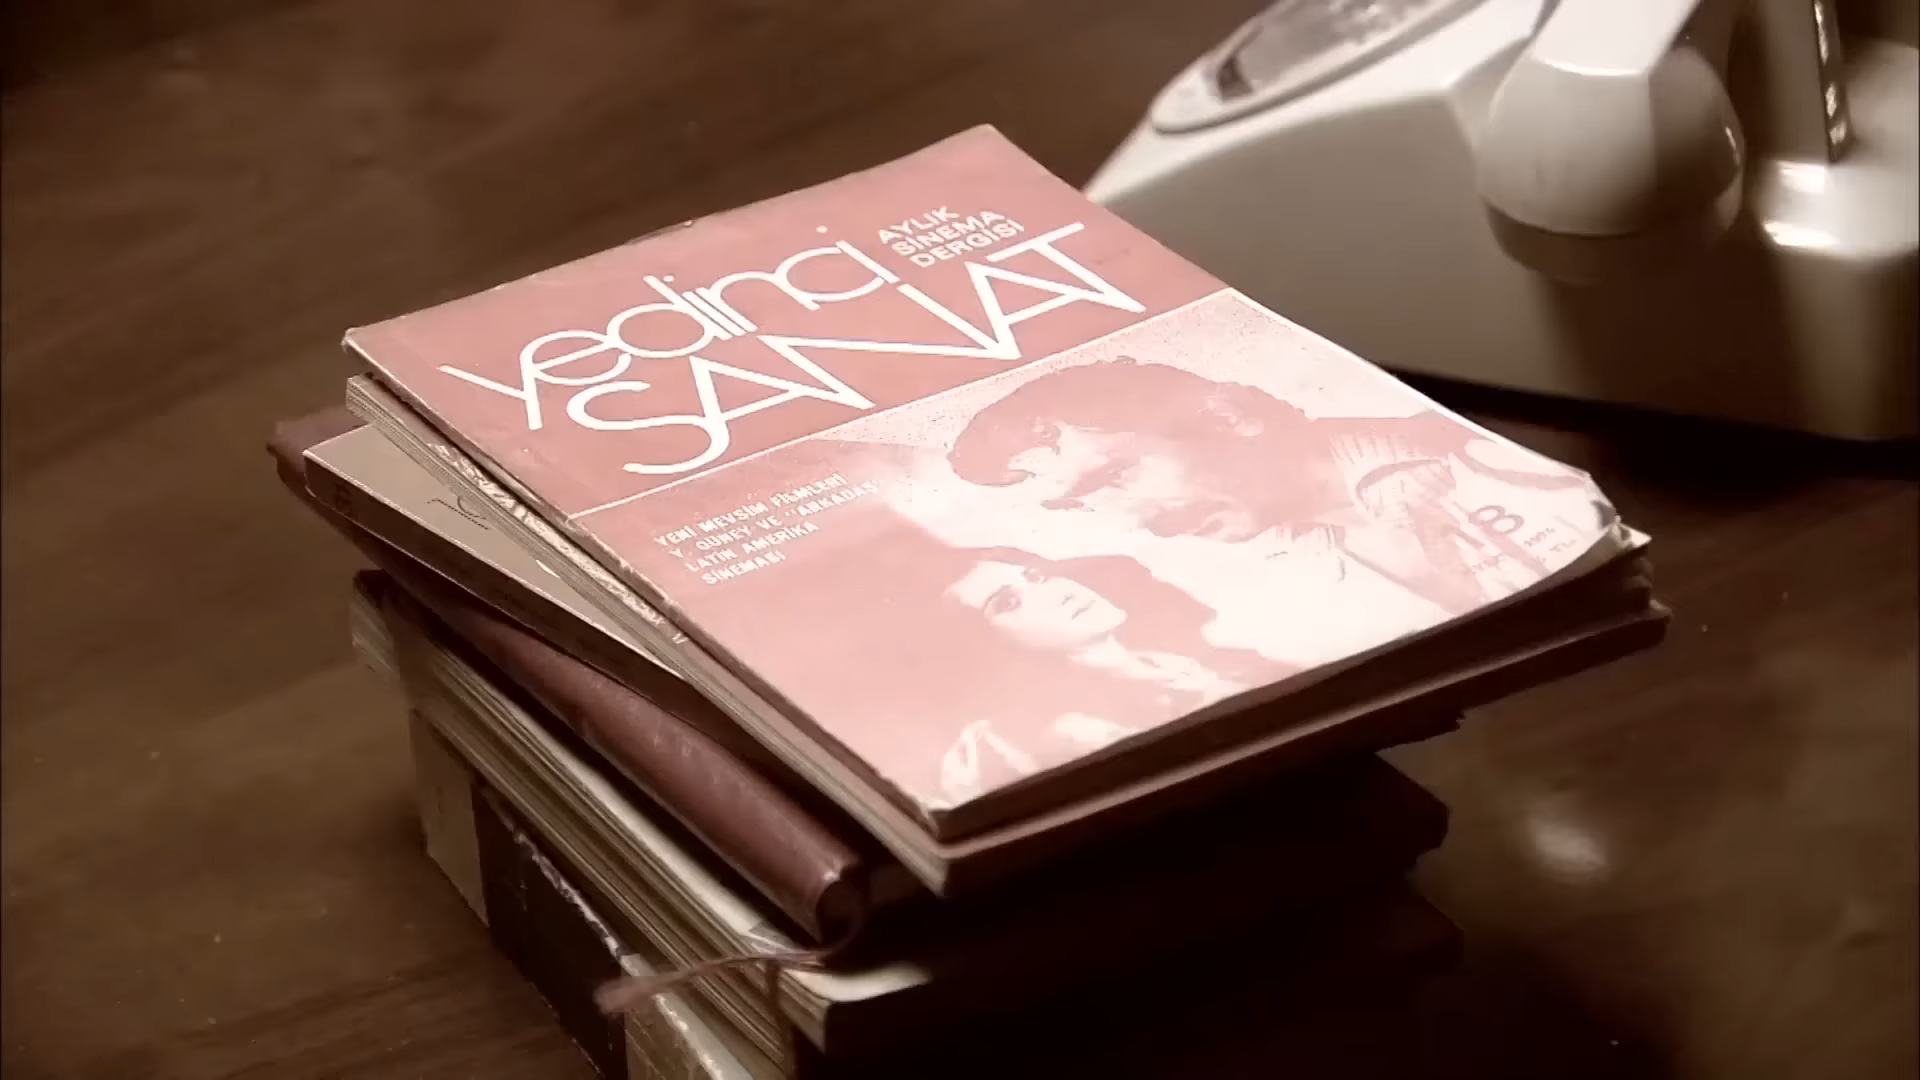 yedinci
AYLIK
SİNEMA
DERGİSİ
SANAT
YENİ MEVSİM FİLMLERİ
Y. GÜNEY VE "ARKADAŞ"
LATİN AMERİKA
SİNEMASI
18